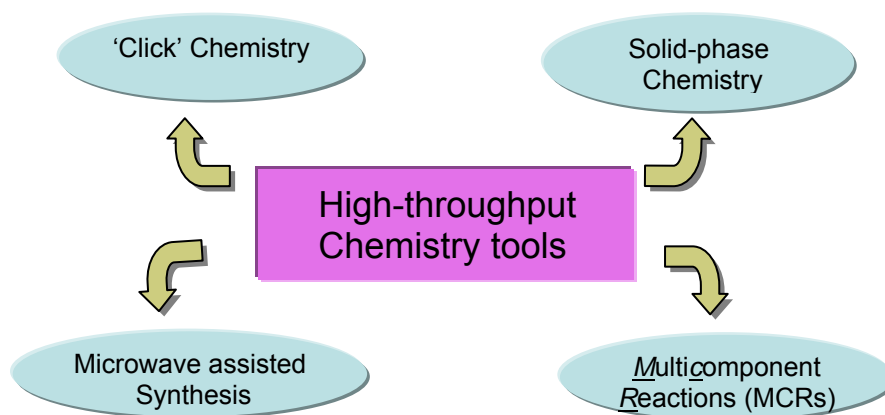 ‘Click’ Chemistry
Solid-phase
Chemistry
High-throughput
Chemistry tools
Microwave assisted
Synthesis
Multicomponent
Reactions (MCRs)